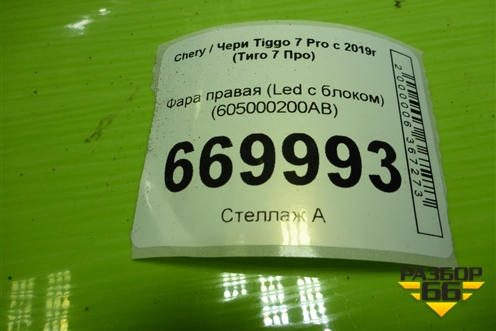 Chery / Чери Tiggo 7 Pro с 2019г
(Тиго 7 Про)
Фара правая (Led с блоком)
(605000200AB)
669993
Стеллаж А
2000006367273
РАЗБОР
66